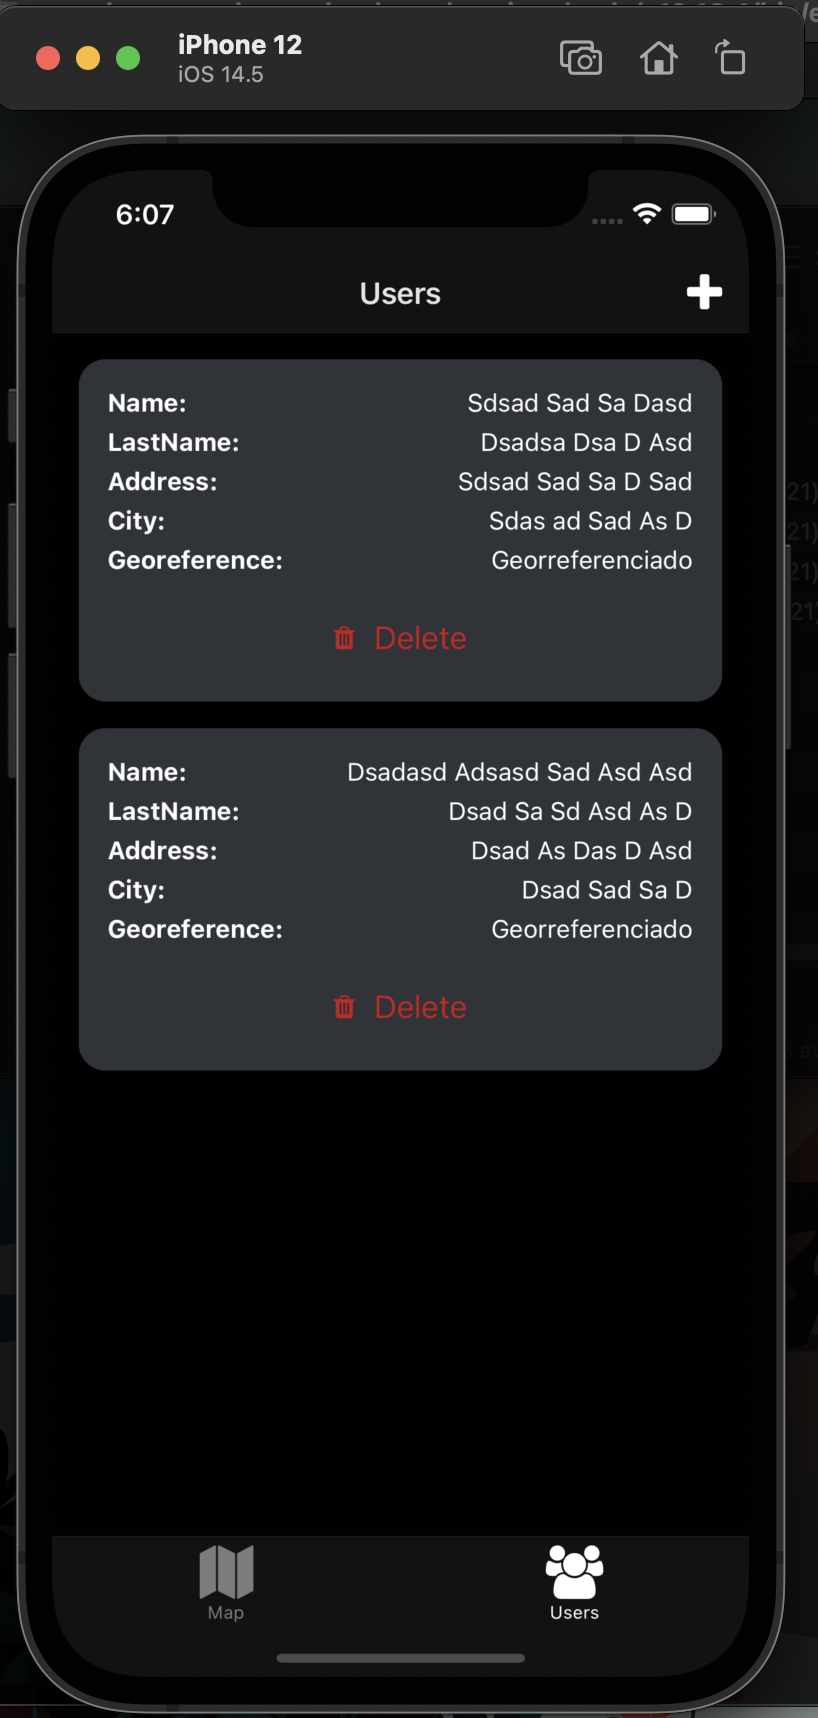 iPhone 12
iOS 14.5
6:07
Users
Name: Sdsad Sad Sa Dasd
LastName: Dsadsa Dsa D Asd
Address: Sdsad Sad Sa D Sad
City: Sdas ad Sad As D
Georeference: Georreferenciado
Delete
Name: Dsadasd Adsasd Sad Asd Asd
LastName: Dsad Sa Sd Asd As D
Address: Dsad As Das D Asd
City: Dsad Sad Sa D
Georeference: Georreferenciado
Delete
Map
Users